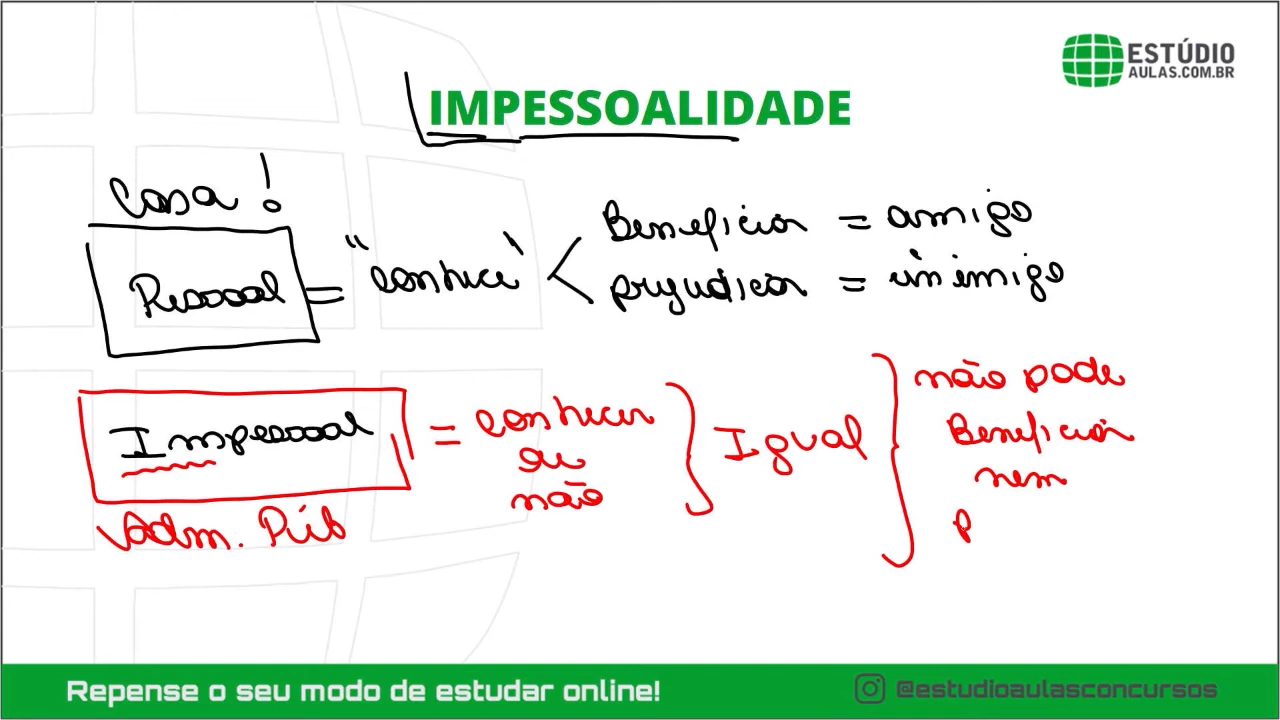 ESTÚDIO
AULAS.COM.BR
IMPESSOALIDADE
Casa!
Pessoal = "conhece" < Beneficiar = amigo
prejudicar = inimigo
Impessoal = conhecer ou não } Igual } não pode Beneficiar nem p
Adm. Púb
Repense o seu modo de estudar online!
@estudioaulasconcursos